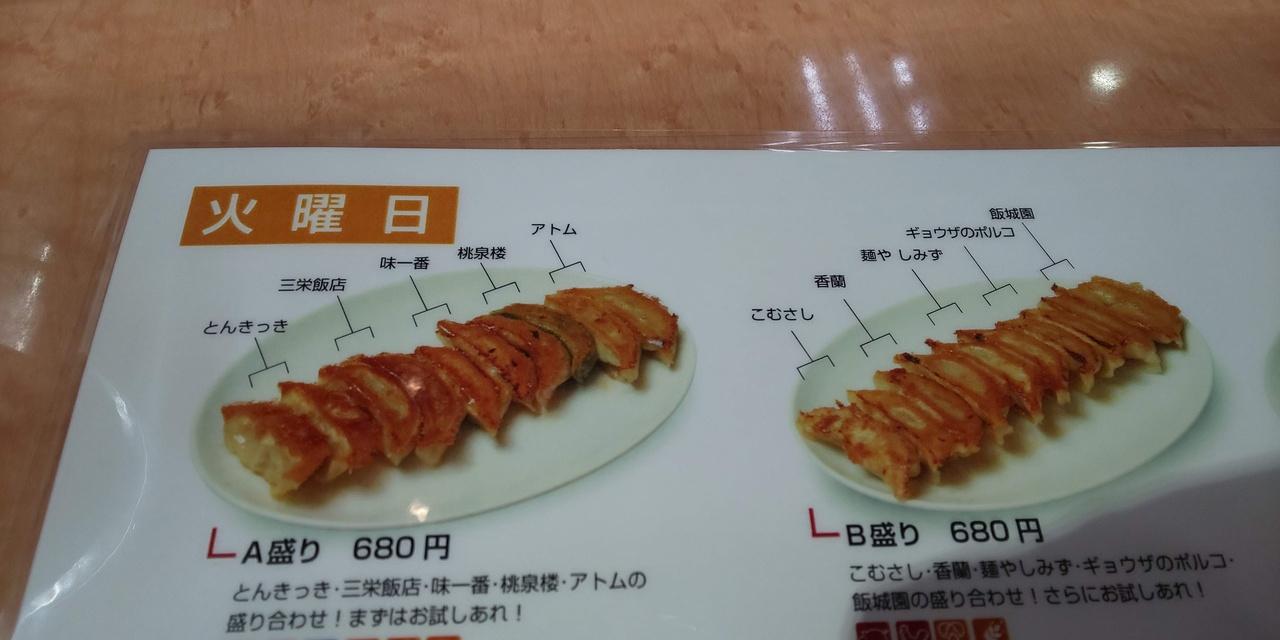 火曜日
アトム
桃泉楼
味一番
三栄飯店
とんきっき
飯城園
ギョウザのポルコ
麺や しみず
香蘭
こむさし
A盛り 680円
とんきっき・三栄飯店・味一番・桃泉楼・アトムの
盛り合わせ！まずはお試しあれ！
B盛り 680円
こむさし・香蘭・麺やしみず・ギョウザのポルコ・
飯城園の盛り合わせ！さらにお試しあれ！